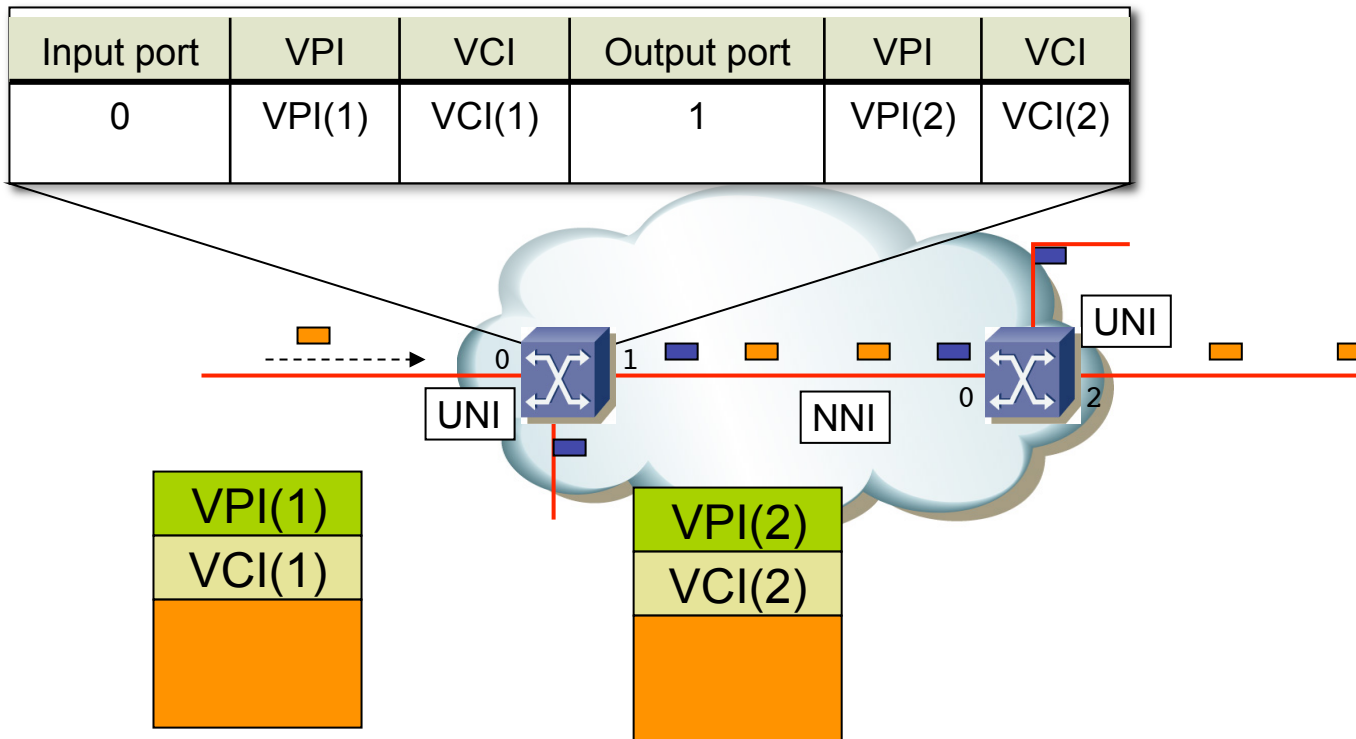 Input port VPI VCI Output port VPI VCI
0 VPI(1) VCI(1) 1 VPI(2) VCI(2)
UNI
0 1
UNI
NNI
0 2
VPI(1)
VCI(1)
VPI(2)
VCI(2)